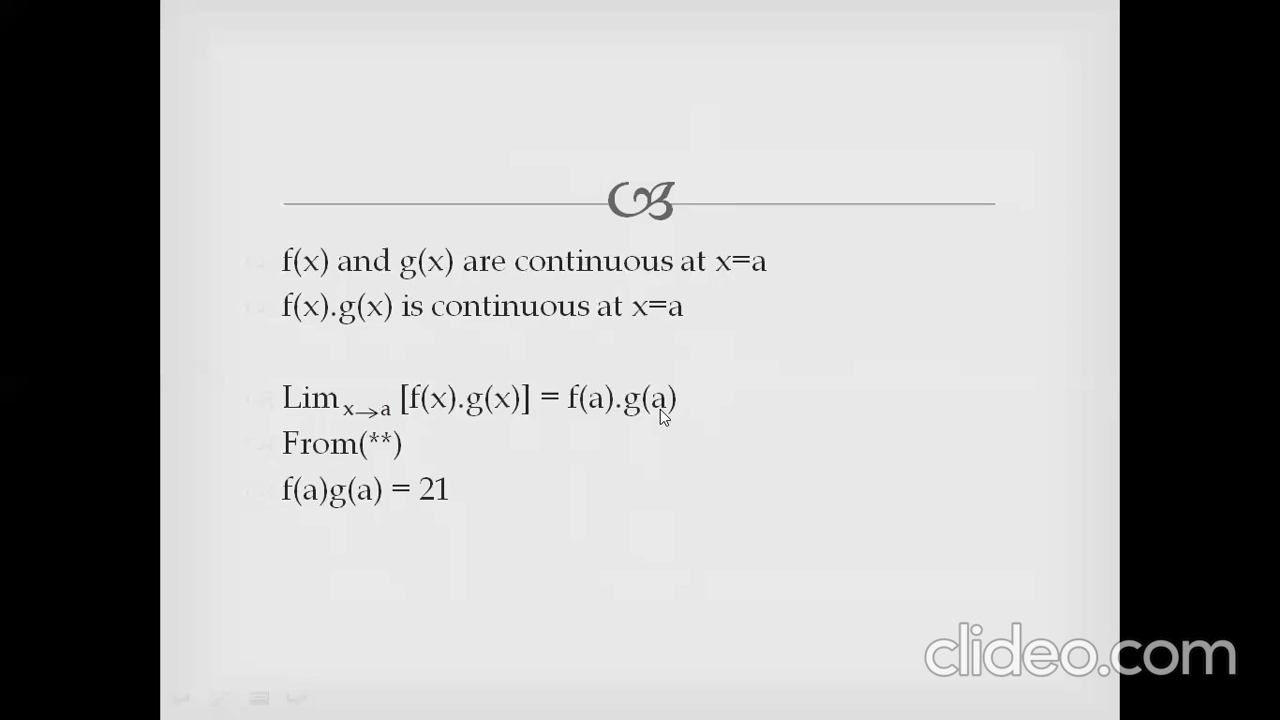 f(x) and g(x) are continuous at x=a
f(x).g(x) is continuous at x=a
Lim x→a [f(x).g(x)] = f(a).g(a)
From(**)
f(a)g(a) = 21
clideo.com